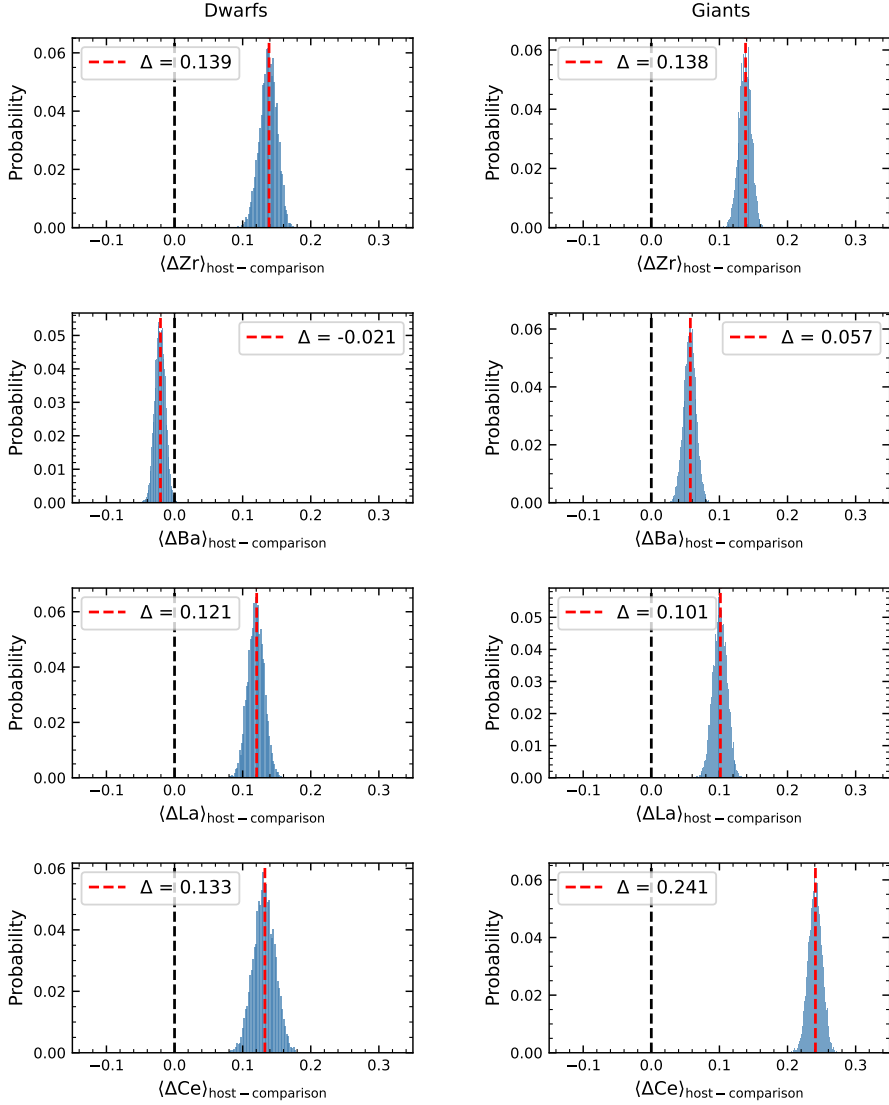 Dwarfs
Giants
Δ = 0.139
Probability
0.06
0.04
0.02
0.00
−0.1 0.0 0.1 0.2 0.3
⟨ΔZr⟩host−comparison
Δ = 0.138
Probability
0.06
0.04
0.02
0.00
−0.1 0.0 0.1 0.2 0.3
⟨ΔZr⟩host−comparison
Δ = -0.021
Probability
0.05
0.04
0.03
0.02
0.01
0.00
−0.1 0.0 0.1 0.2 0.3
⟨ΔBa⟩host−comparison
Δ = 0.057
Probability
0.06
0.04
0.02
0.00
−0.1 0.0 0.1 0.2 0.3
⟨ΔBa⟩host−comparison
Δ = 0.121
Probability
0.06
0.04
0.02
0.00
−0.1 0.0 0.1 0.2 0.3
⟨ΔLa⟩host−comparison
Δ = 0.101
Probability
0.05
0.04
0.03
0.02
0.01
0.00
−0.1 0.0 0.1 0.2 0.3
⟨ΔLa⟩host−comparison
Δ = 0.133
Probability
0.06
0.04
0.02
0.00
−0.1 0.0 0.1 0.2 0.3
⟨ΔCe⟩host−comparison
Δ = 0.241
Probability
0.06
0.04
0.02
0.00
−0.1 0.0 0.1 0.2 0.3
⟨ΔCe⟩host−comparison